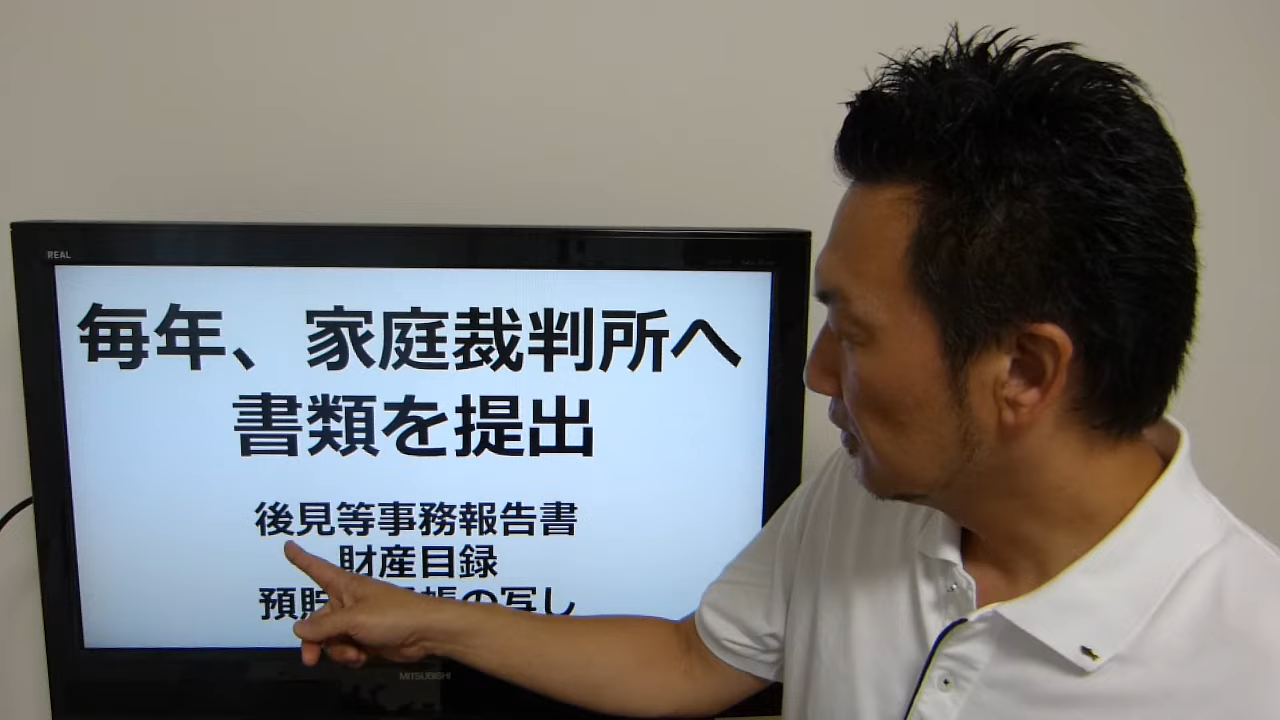 REAL
毎年、家庭裁判所へ
書類を提出
後見等事務報告書
財産目録
預貯 帳の写し
MITSUBISHI